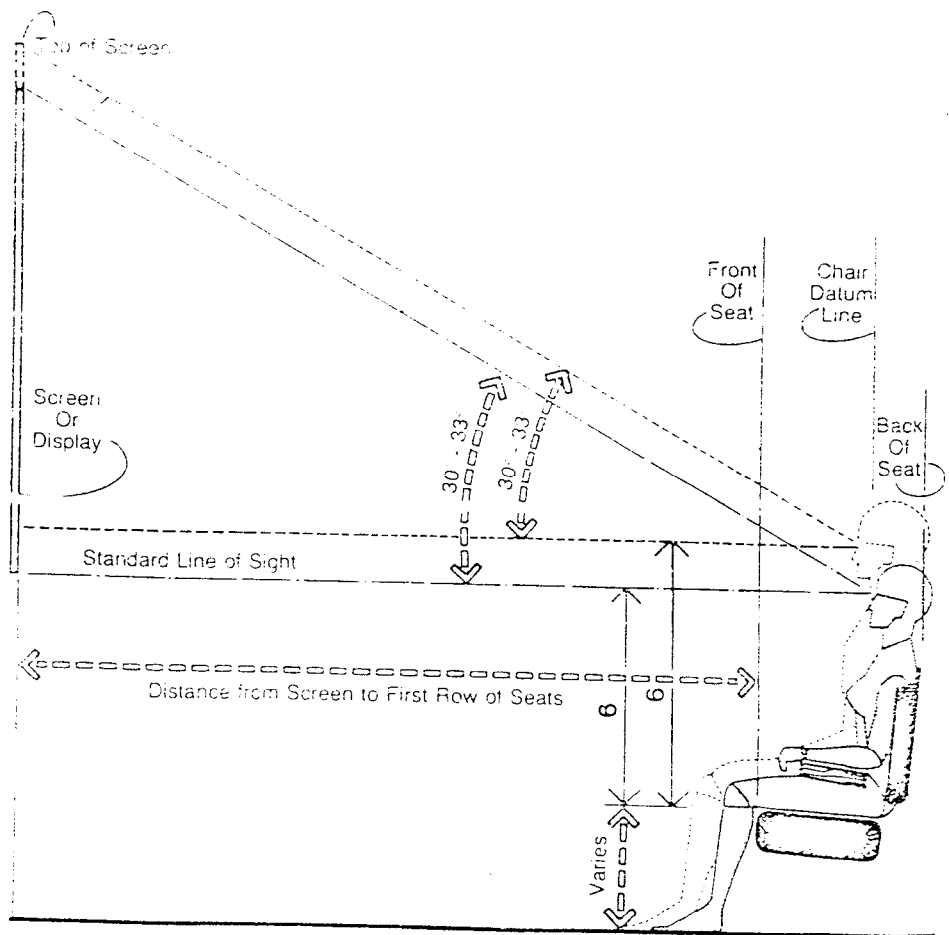 Top of Screen
Front
Of
Seat
Chair
Datum
Line
Screen
Or
Display
Back
Of
Seat
30° - 33°
30° - 33°
Standard Line of Sight
Distance from Screen to First Row of Seats
6
6
Varies